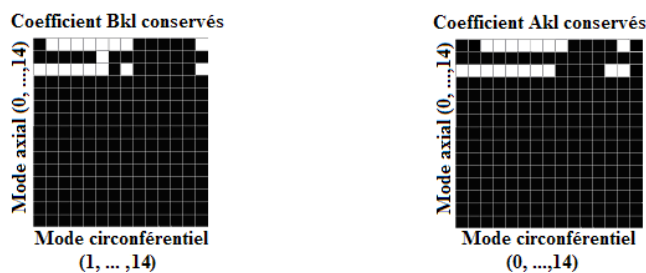 Coefficient Bkl conservés
Mode axial (0, ...,14)
Mode circonférentiel
(1, ... ,14)
Coefficient Akl conservés
Mode axial (0, ...,14)
Mode circonférentiel
(0, ...,14)